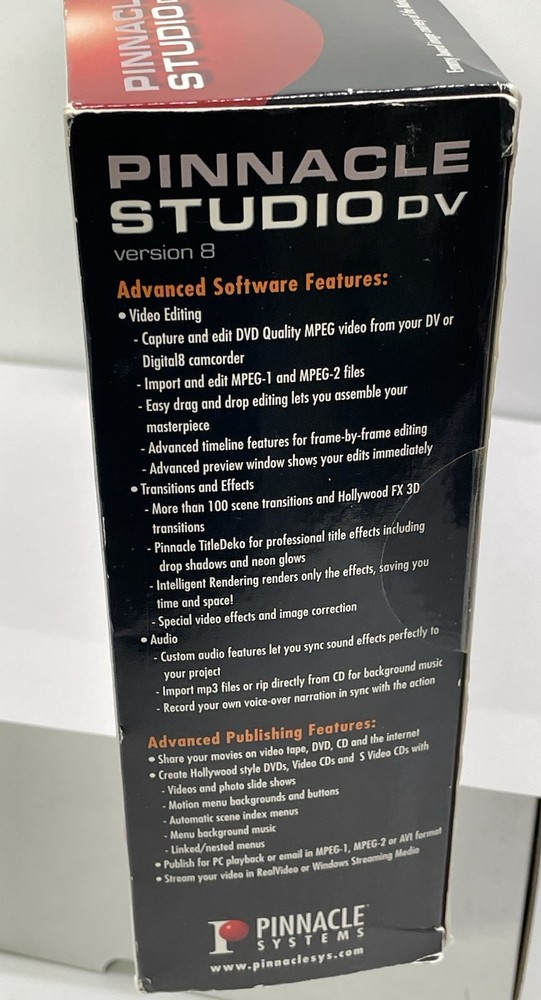 PINNACLE
STUDIO
PINNACLE
STUDIO DV
version 8
Advanced Software Features:
• Video Editing
- Capture and edit DVD Quality MPEG video from your DV or
Digital8 camcorder
- Import and edit MPEG-1 and MPEG-2 files
- Easy drag and drop editing lets you assemble your
masterpiece
- Advanced timeline features for frame-by-frame editing
- Advanced preview window shows your edits immediately
• Transitions and Effects
- More than 100 scene transitions and Hollywood FX 3D
transitions
- Pinnacle TitleDeko for professional title effects including
drop shadows and neon glows
- Intelligent Rendering renders only the effects, saving you
time and space!
- Special video effects and image correction
• Audio
- Custom audio features let you sync sound effects perfectly to
your project
- Import mp3 files or rip directly from CD for background music
- Record your own voice-over narration in sync with the action
Advanced Publishing Features:
• Share your movies on video tape, DVD, CD and the internet
• Create Hollywood style DVDs, Video CDs and S Video CDs with
- Videos and photo slide shows
- Motion menu backgrounds and buttons
- Automatic scene index menus
- Menu background music
- Linked/nested menus
• Publish for PC playback or email in MPEG-1, MPEG-2 or AVI format
• Stream your video in RealVideo or Windows Streaming Media
PINNACLE
SYSTEMS
www.pinnaclesys.com